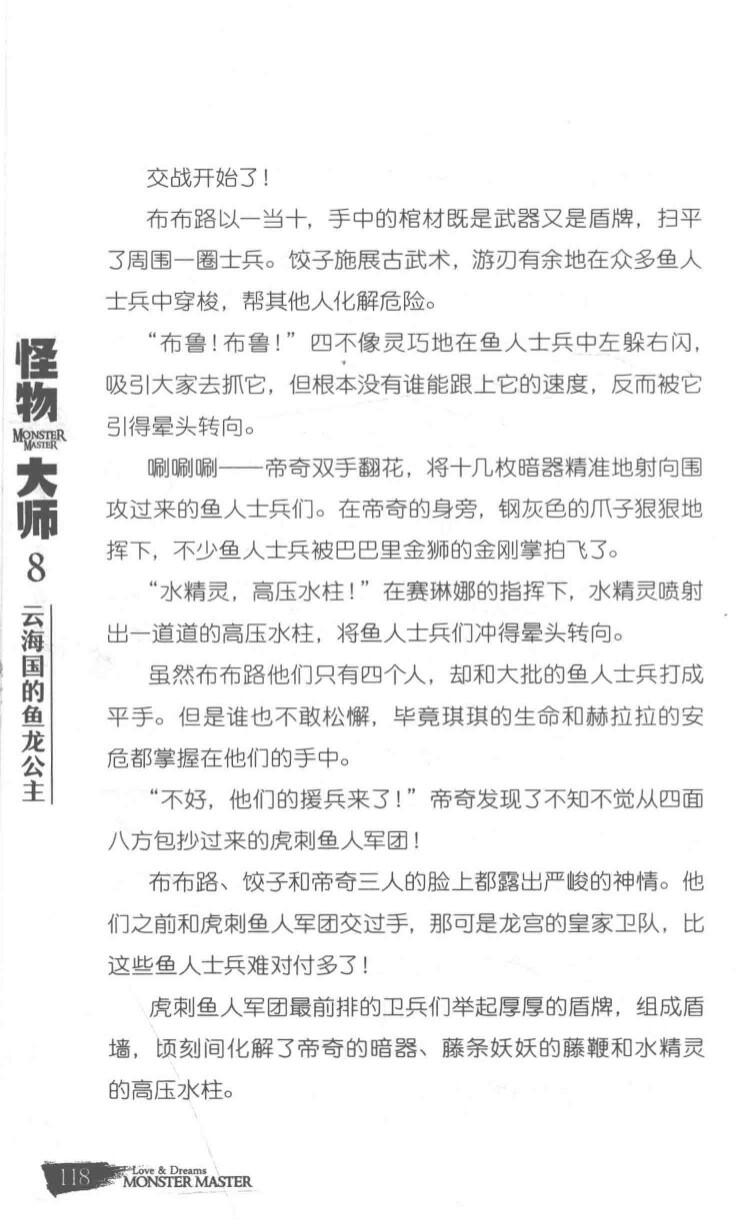 交战开始了！
布布路以一当十，手中的棺材既是武器又是盾牌，扫平
了周围一圈士兵。饺子施展古武术，游刃有余地在众多鱼人
士兵中穿梭，帮其他人化解危险。
“布鲁！布鲁！”四不像灵巧地在鱼人士兵中左躲右闪，
吸引大家去抓它，但根本没有谁能跟上它的速度，反而被它
引得晕头转向。
唰唰唰——帝奇双手翻花，将十几枚暗器精准地射向围
攻过来的鱼人士兵们。在帝奇的身旁，钢灰色的爪子狠狠地
挥下，不少鱼人士兵被巴巴里金狮的金刚掌拍飞了。
“水精灵，高压水柱！”在赛琳娜的指挥下，水精灵喷射
出一道道的高压水柱，将鱼人士兵们冲得晕头转向。
虽然布布路他们只有四个人，却和大批的鱼人士兵打成
平手。但是谁也不敢松懈，毕竟琪琪的生命和赫拉拉的安
危都掌握在他们的手中。
“不好，他们的援兵来了！”帝奇发现了不知不觉从四面
八方包抄过来的虎刺鱼人军团！
布布路、饺子和帝奇三人的脸上都露出严峻的神情。他
们之前和虎刺鱼人军团交过手，那可是龙宫的皇家卫队，比
这些鱼人士兵难对付多了！
虎刺鱼人军团最前排的卫兵们举起厚厚的盾牌，组成盾
墙，顷刻间化解了帝奇的暗器、藤条妖妖的藤鞭和水精灵
的高压水柱。
怪物
MONSTER
MASTER
大师
8
云海国的鱼龙公主
118
Love & Dreams
MONSTER MASTER